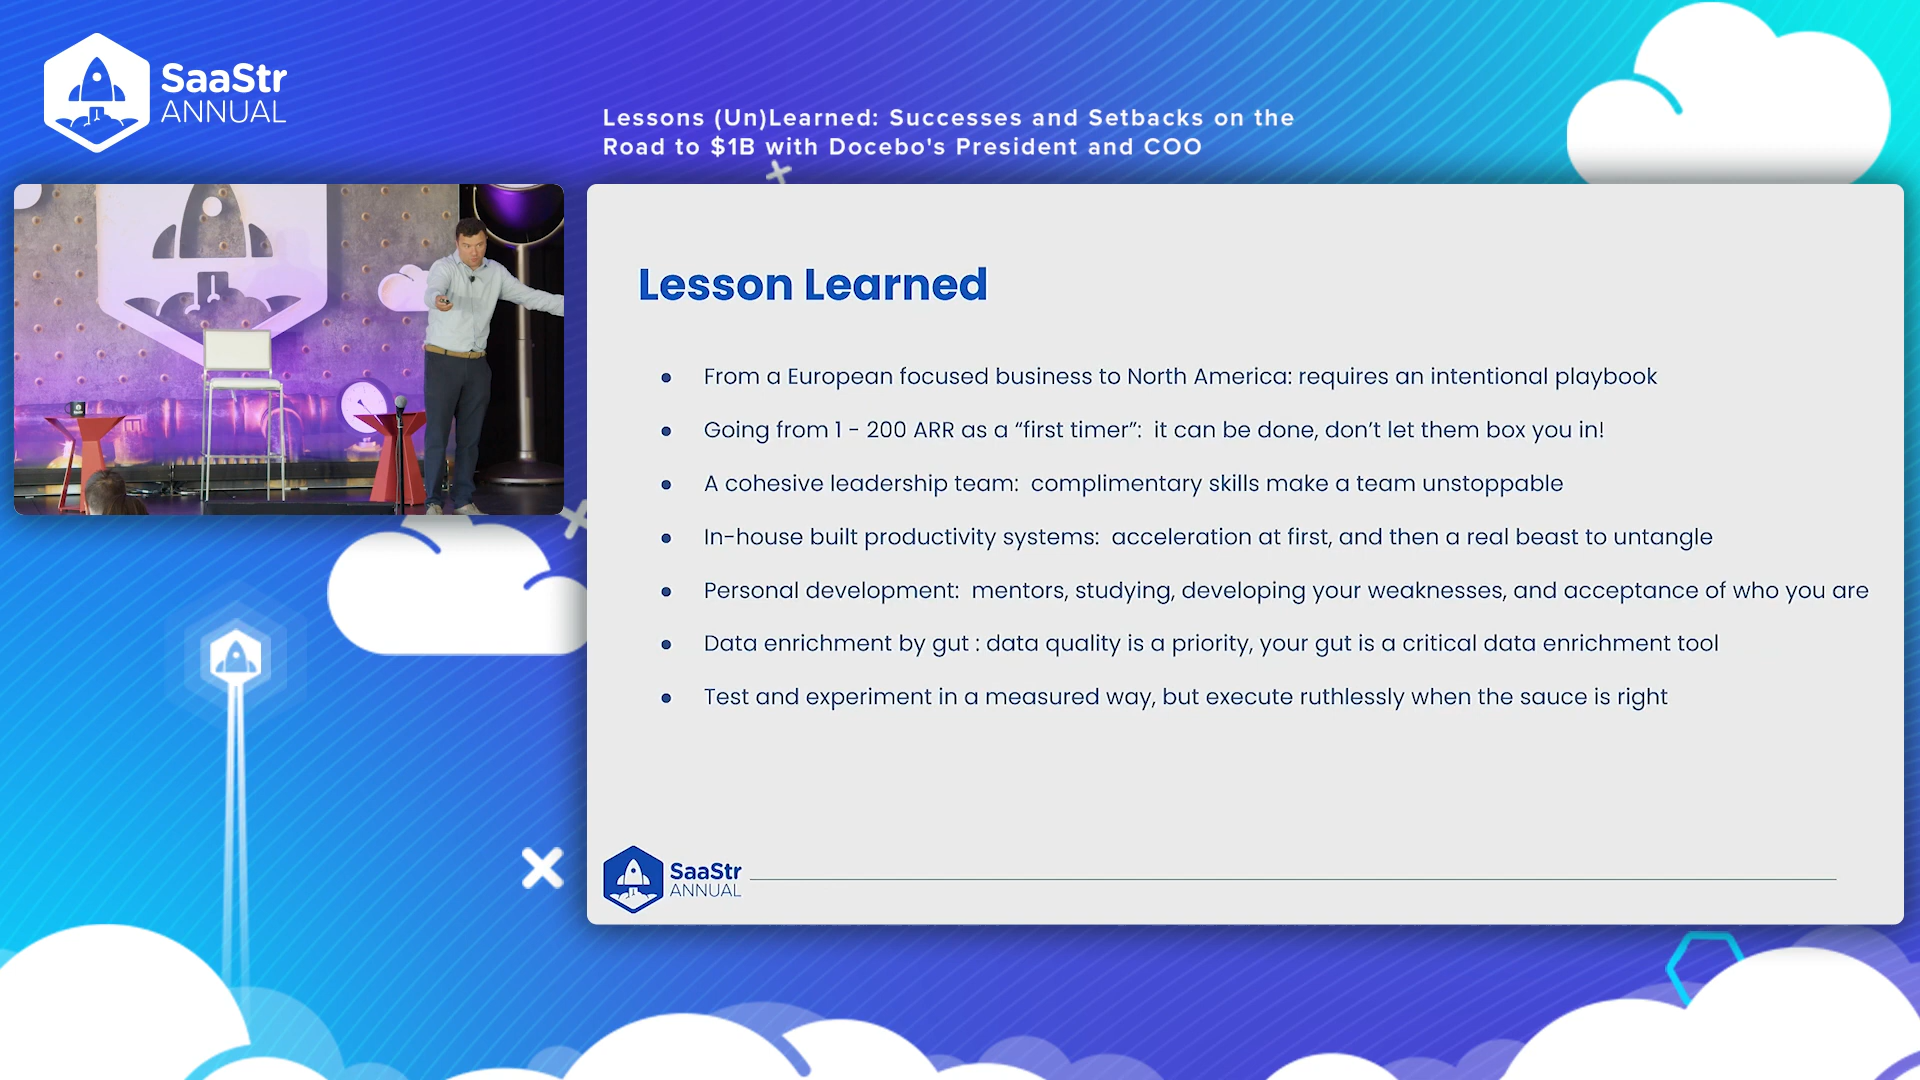 SaaStr
ANNUAL
Lessons (Un)Learned: Successes and Setbacks on the
Road to $1B with Docebo's President and COO
Lesson Learned
● From a European focused business to North America: requires an intentional playbook
● Going from 1 - 200 ARR as a “first timer”:  it can be done, don’t let them box you in!
● A cohesive leadership team:  complimentary skills make a team unstoppable
● In-house built productivity systems:  acceleration at first, and then a real beast to untangle
● Personal development:  mentors, studying, developing your weaknesses, and acceptance of who you are
● Data enrichment by gut : data quality is a priority, your gut is a critical data enrichment tool
● Test and experiment in a measured way, but execute ruthlessly when the sauce is right
SaaStr
ANNUAL